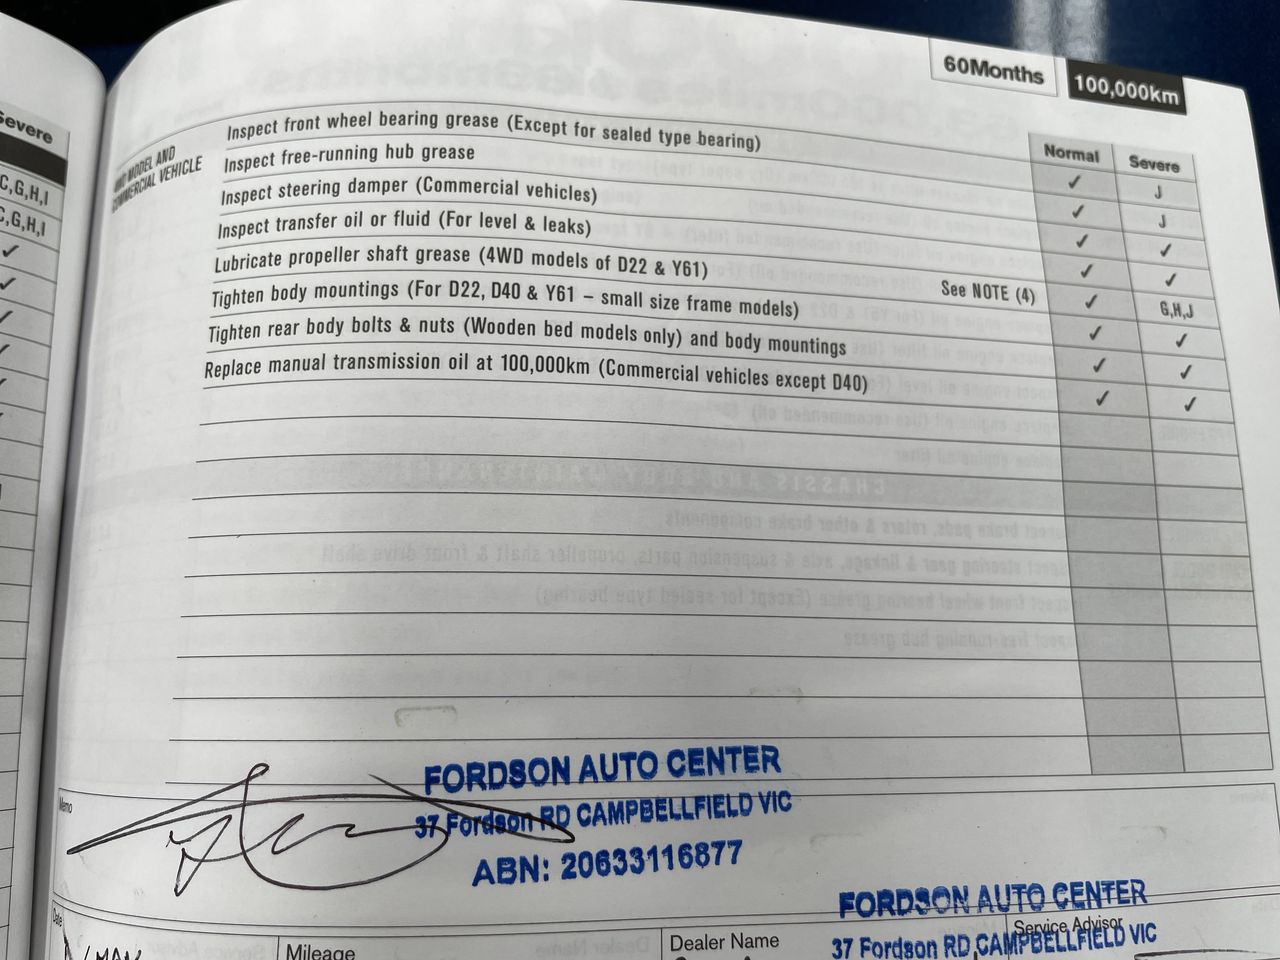 60Months 100,000km
Severe
Normal Severe
COMMERCIAL VEHICLE
Inspect front wheel bearing grease (Except for sealed type bearing) ✓ J
Inspect free-running hub grease ✓ J
Inspect steering damper (Commercial vehicles) ✓ ✓
Inspect transfer oil or fluid (For level & leaks) ✓ ✓
Lubricate propeller shaft grease (4WD models of D22 & Y61) See NOTE (4) ✓ G,H,J
Tighten body mountings (For D22, D40 & Y61 – small size frame models) ✓ ✓
Tighten rear body bolts & nuts (Wooden bed models only) and body mountings ✓ ✓
Replace manual transmission oil at 100,000km (Commercial vehicles except D40) ✓ ✓
C,G,H,I
C,G,H,I
Memo
FORDSON AUTO CENTER
37 Fordson RD CAMPBELLFIELD VIC
ABN: 20633116877
Date
Mileage
Dealer Name
Service Advisor
FORDSON AUTO CENTER
37 Fordson RD CAMPBELLFIELD VIC